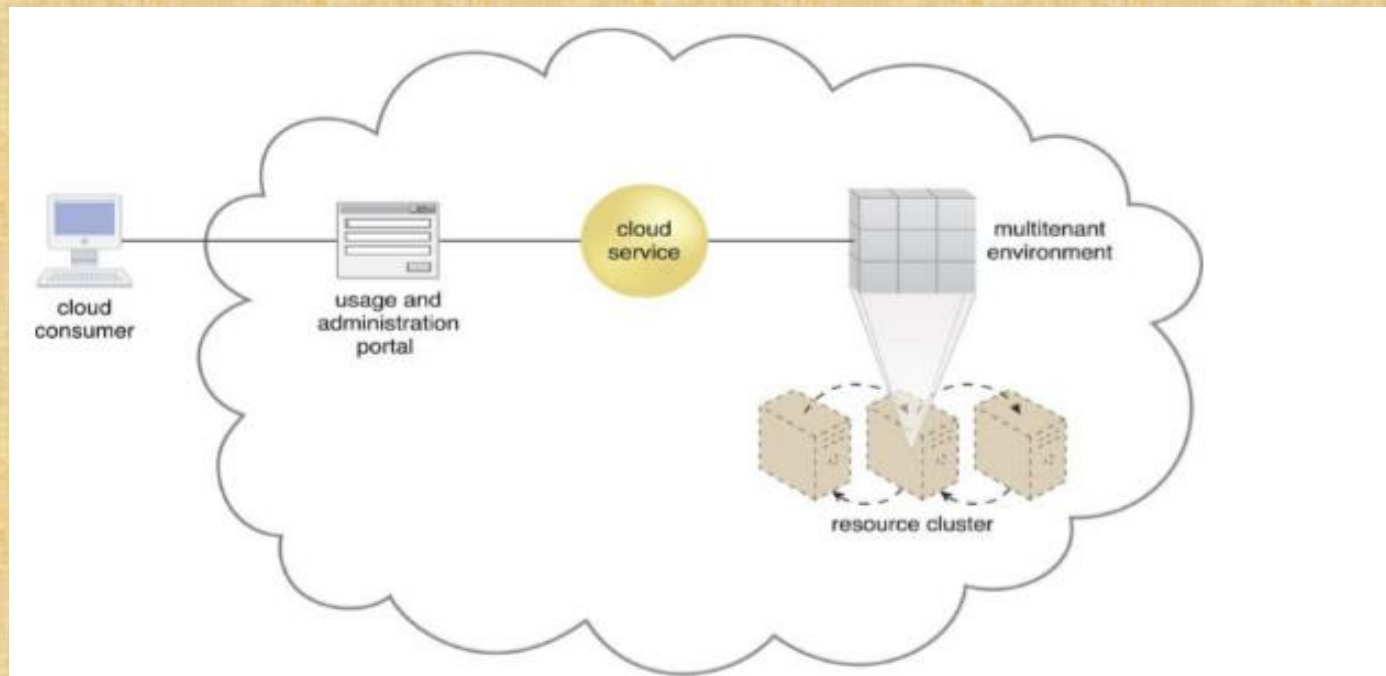 cloud
consumer
usage and
administration
portal
cloud
service
multitenant
environment
resource cluster